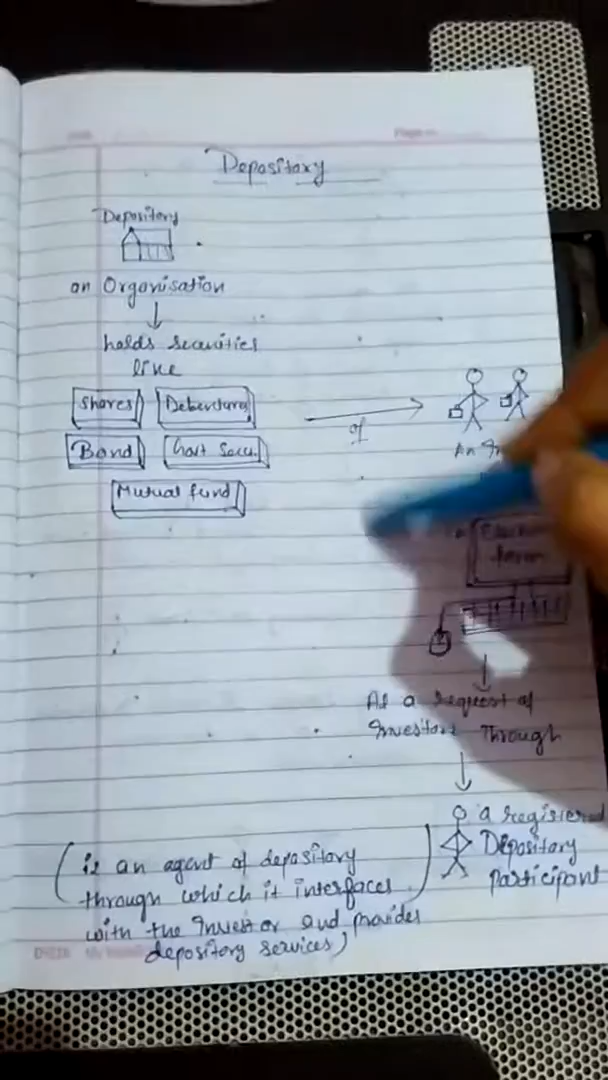 Depository
Depository
an Organisation
holds securities
like
Shares
Debentures
Bond
Govt Secu.
Mutual fund
of
An
Form
At a request of
Investors Through
a registered
Depository
participant
(is an agent of depository
through which it interfaces
with the Investor and provides
depository services)